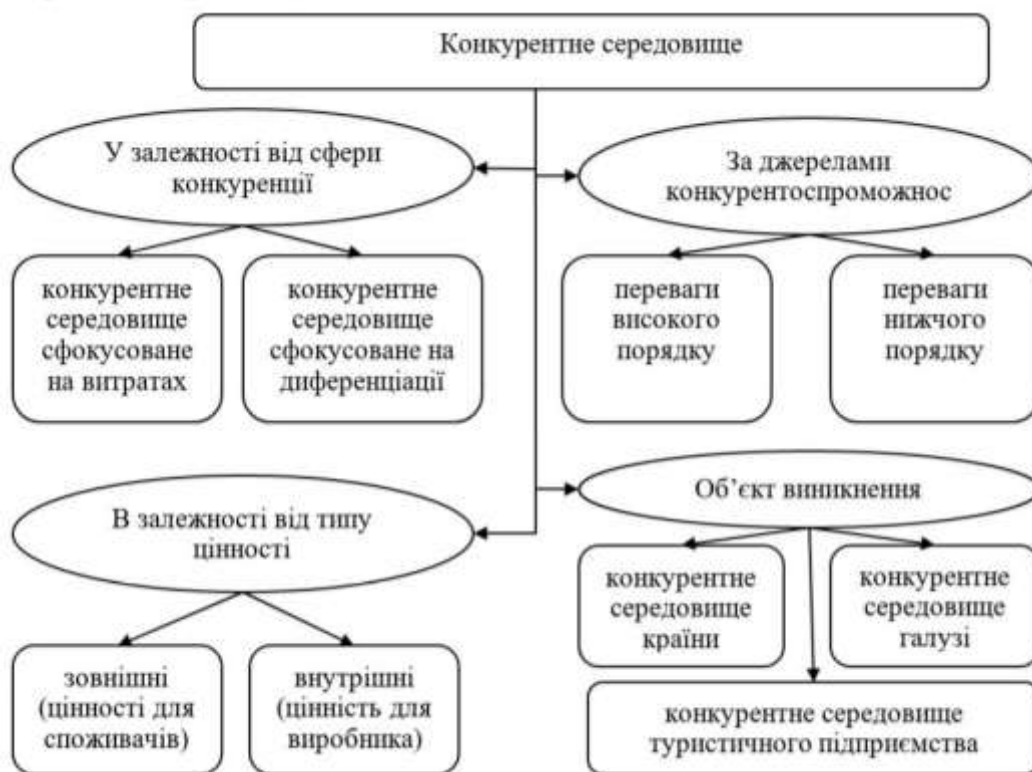 Конкурентне середовище
У залежності від сфери
конкуренції
За джерелами
конкурентоспроможнос
конкурентне
середовище
сфокусоване
на витратах
конкурентне
середовище
сфокусоване на
диференціації
переваги
високого
порядку
переваги
нижчого
порядку
В залежності від типу
цінності
Об’єкт виникнення
зовнішні
(цінності для
споживачів)
внутрішні
(цінність для
виробника)
конкурентне
середовище
країни
конкурентне
середовище
галузі
конкурентне середовище
туристичного підприємства